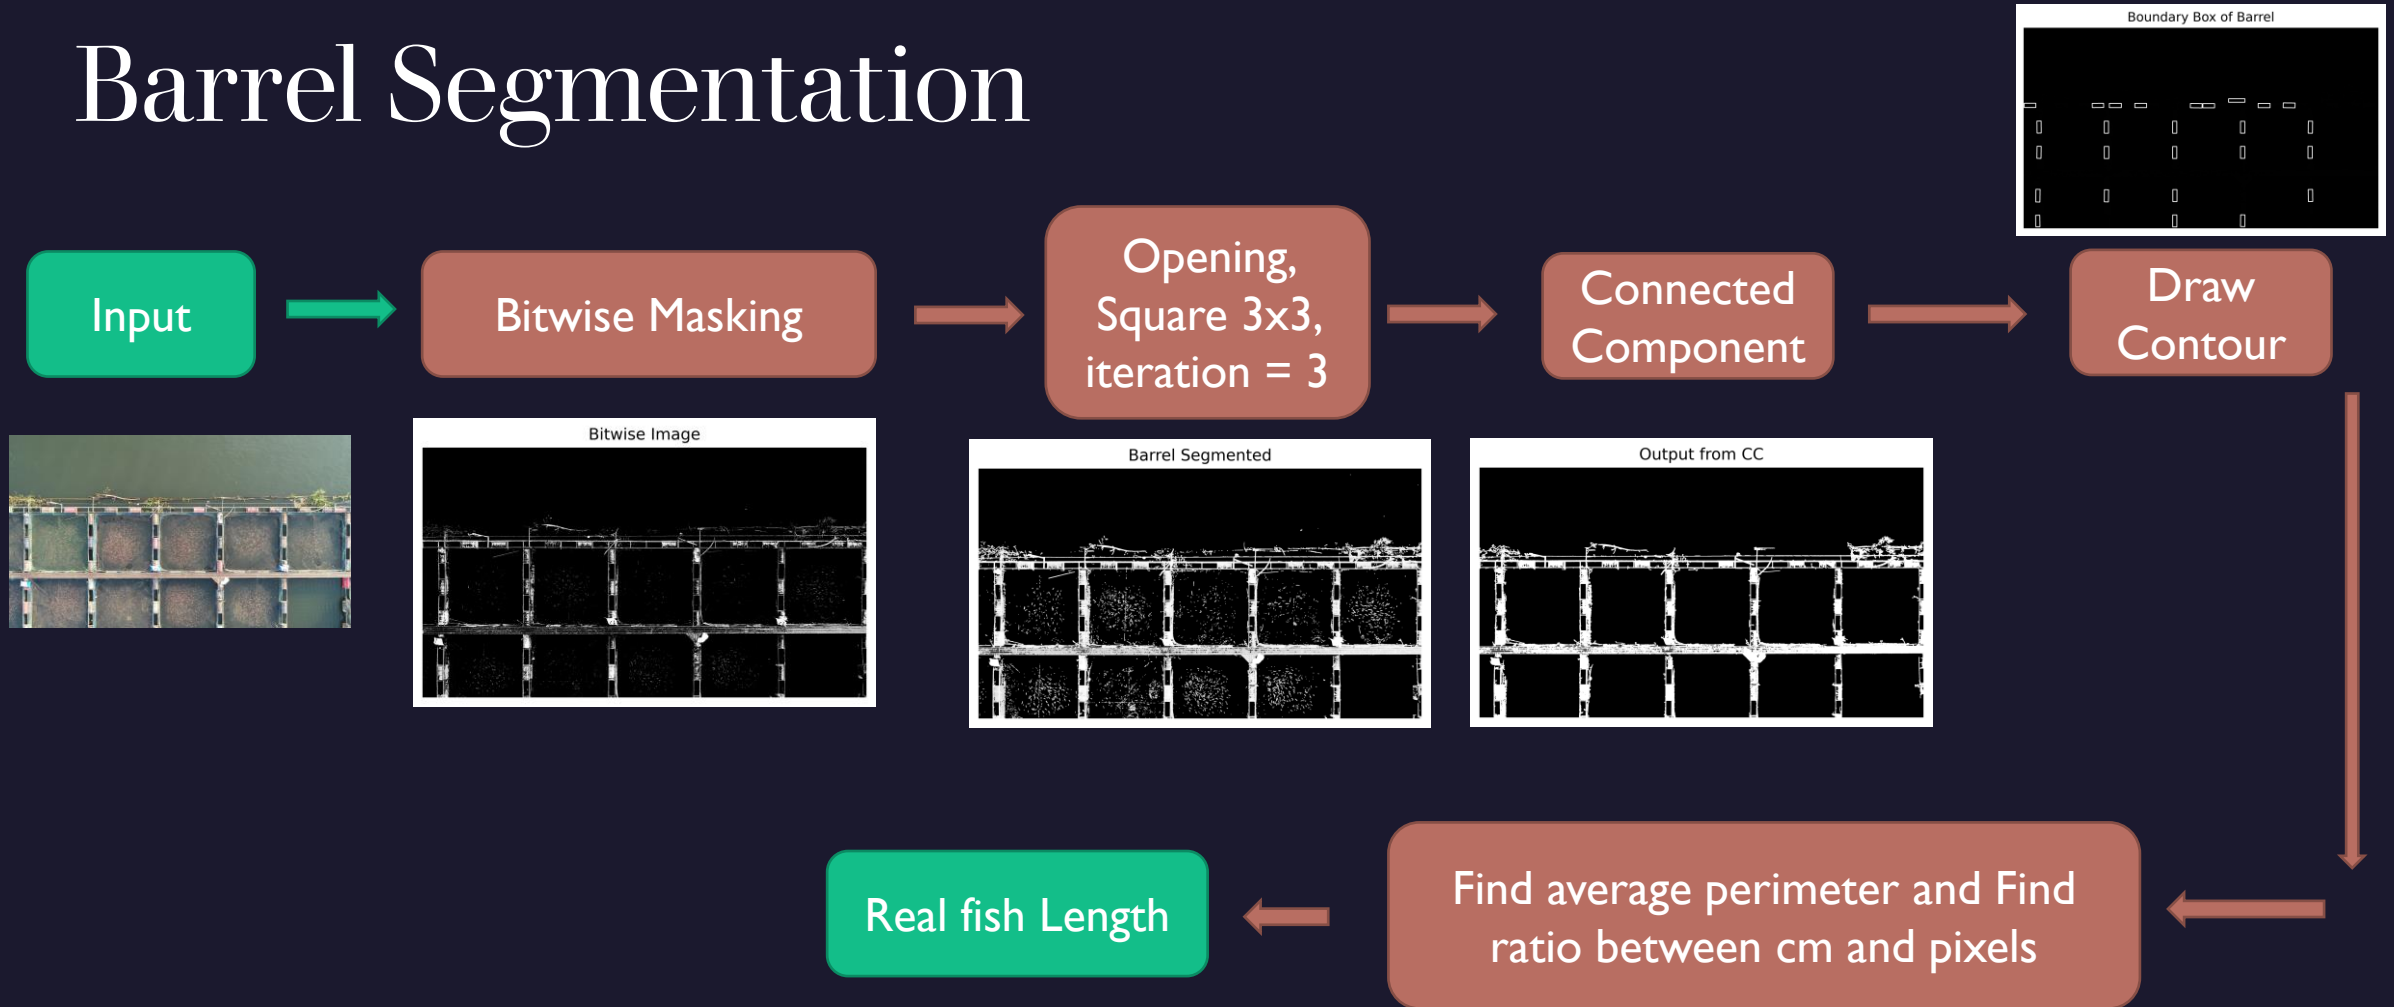 Barrel Segmentation
Boundary Box of Barrel
Input
Bitwise Masking
Opening,
Square 3x3,
iteration = 3
Connected
Component
Draw
Contour
Bitwise Image
Barrel Segmented
Output from CC
Find average perimeter and Find
ratio between cm and pixels
Real fish Length